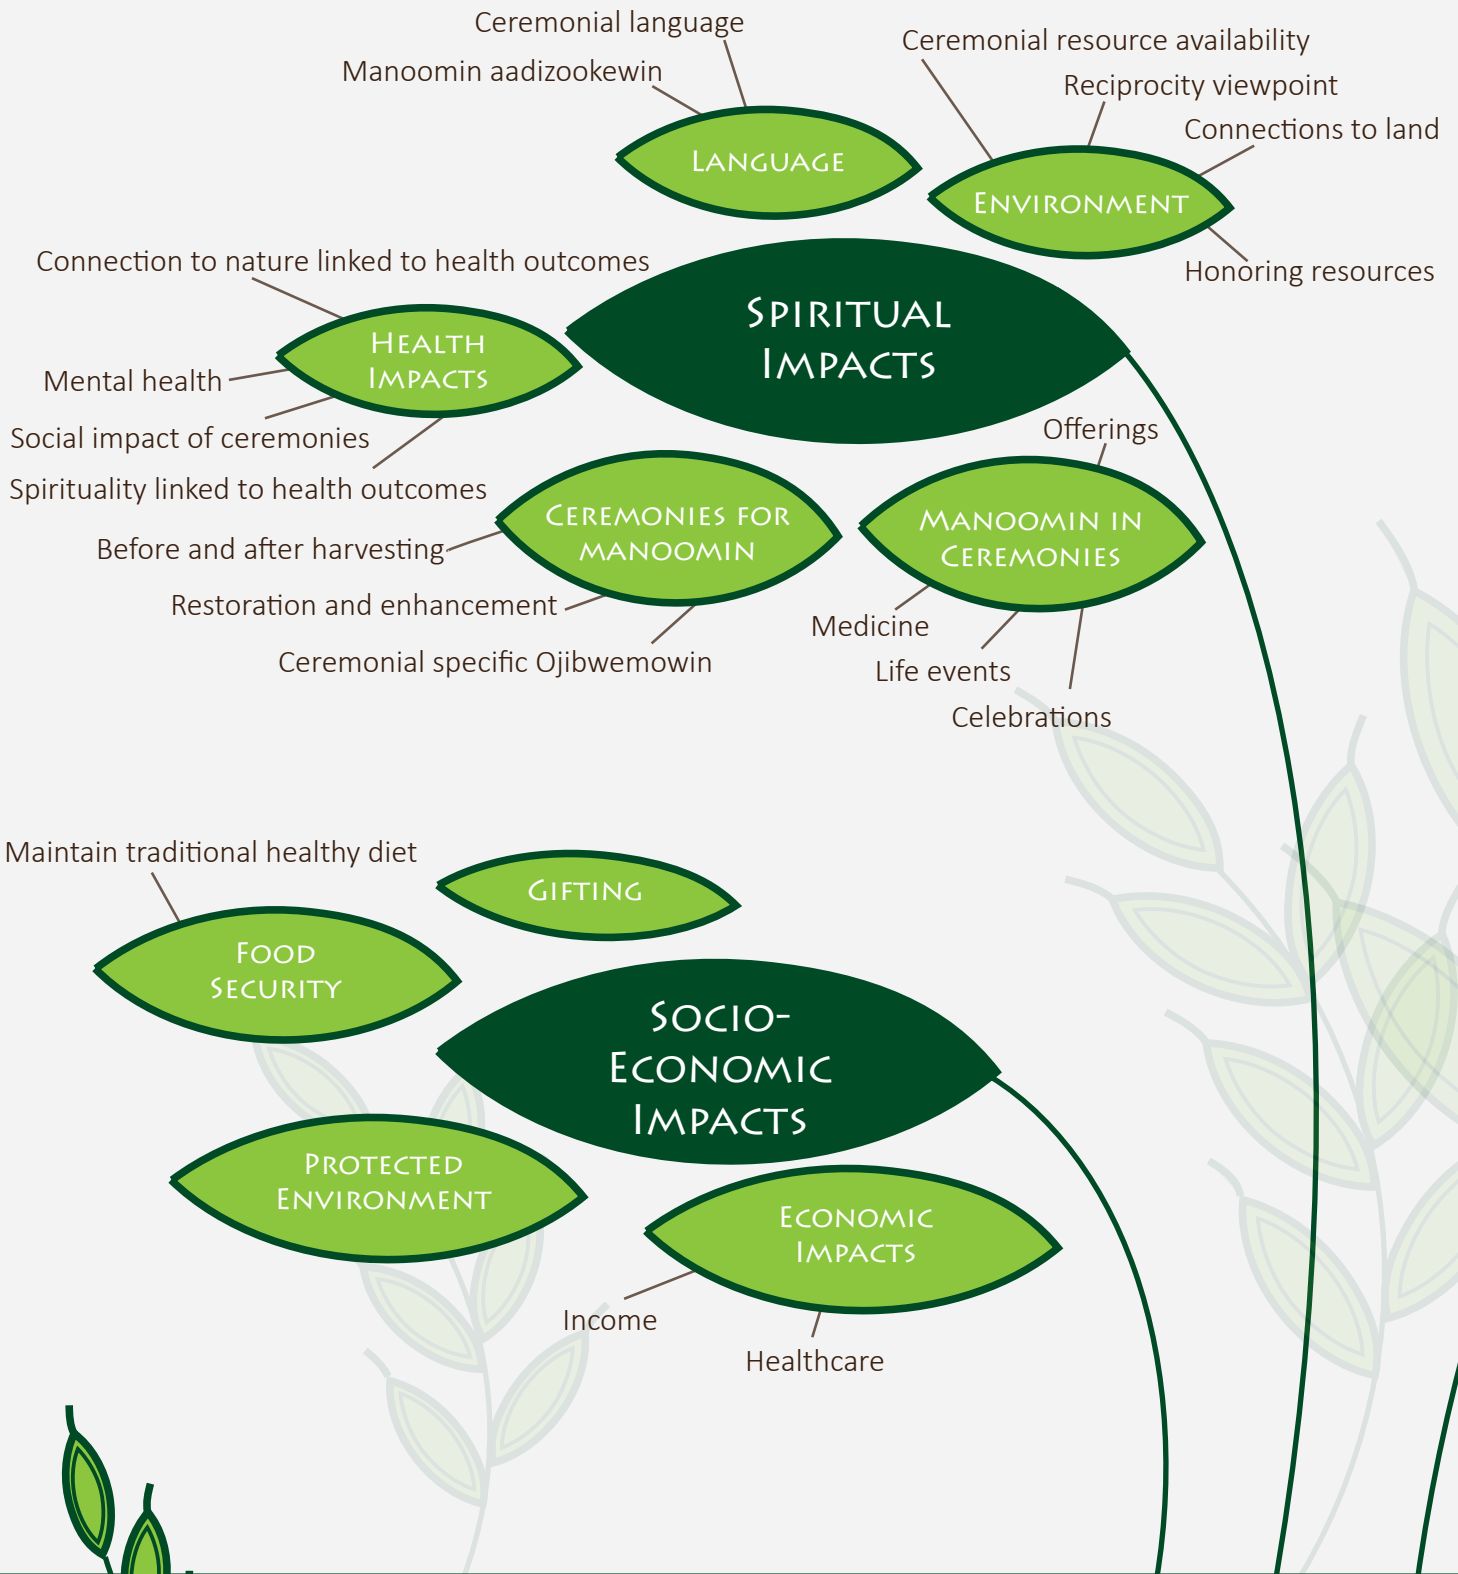 Ceremonial language
Manoomin aadizookewin
LANGUAGE
Ceremonial resource availability
Reciprocity viewpoint
Connections to land
ENVIRONMENT
Honoring resources
SPIRITUAL
IMPACTS
Connection to nature linked to health outcomes
HEALTH
IMPACTS
Mental health
Social impact of ceremonies
Spirituality linked to health outcomes
CEREMONIES FOR
MANOOMIN
Before and after harvesting
Restoration and enhancement
Ceremonial specific Ojibwemowin
Offerings
MANOOMIN IN
CEREMONIES
Medicine
Life events
Celebrations
Maintain traditional healthy diet
FOOD
SECURITY
GIFTING
SOCIO-
ECONOMIC
IMPACTS
PROTECTED
ENVIRONMENT
ECONOMIC
IMPACTS
Income
Healthcare